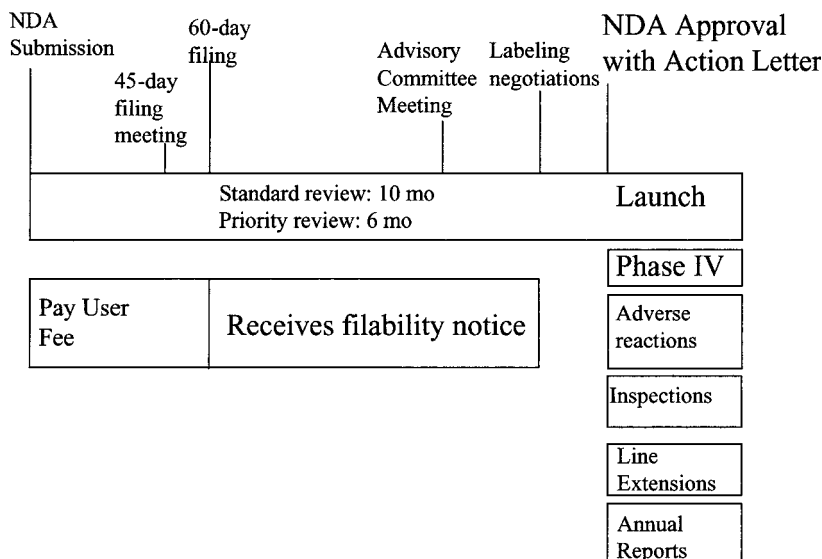 NDA
Submission
45-day
filing
meeting
60-day
filing
Advisory
Committee
Meeting
Labeling
negotiations
NDA Approval
with Action Letter
Standard review: 10 mo
Priority review: 6 mo
Launch
Pay User
Fee
Receives filability notice
Phase IV
Adverse
reactions
Inspections
Line
Extensions
Annual
Reports